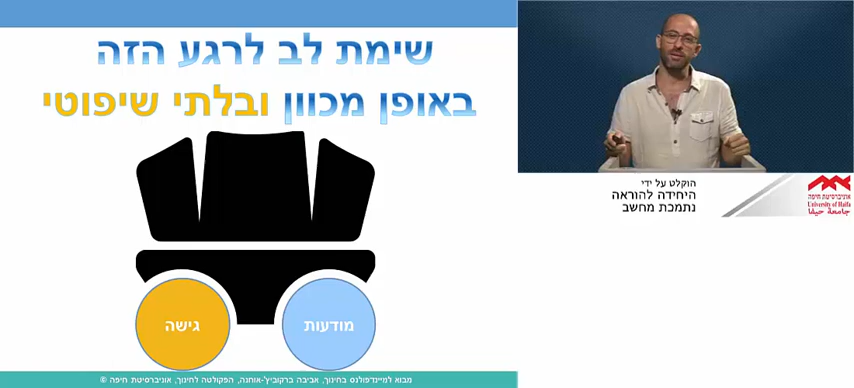 שימת לב לרגע הזה
באופן מכוון ובלתי שיפוטי
גישה
מודעות
מבוא למיינדפולנס בחינוך, אביבה ברקוביץ'-אוחנה, הפקולטה לחינוך, אוניברסיטת חיפה ©
הוקלט על ידי
היחידה להוראה
נתמכת מחשב
אוניברסיטת חיפה
University of Haifa
جامعة حيفا